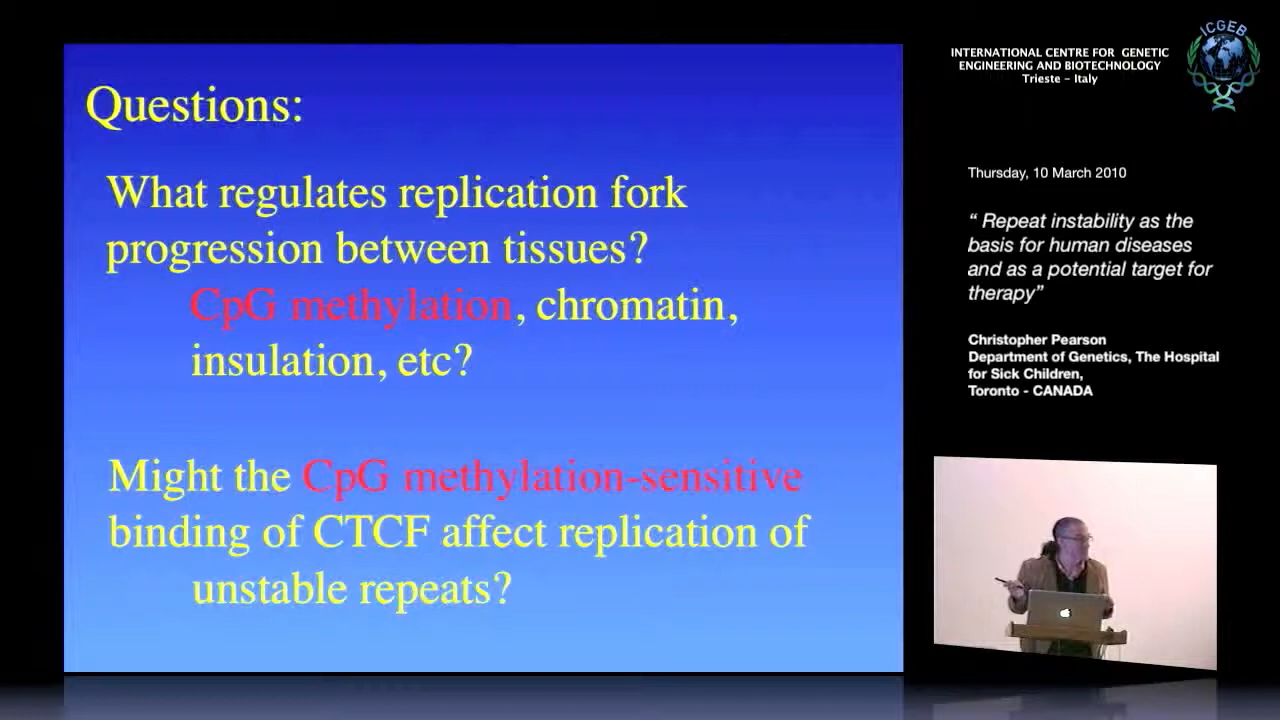 Questions:
What regulates replication fork
progression between tissues?
CpG methylation, chromatin,
insulation, etc?
Might the CpG methylation-sensitive
binding of CTCF affect replication of
unstable repeats?
INTERNATIONAL CENTRE FOR GENETIC
ENGINEERING AND BIOTECHNOLOGY
Trieste - Italy
ICGEB
Thursday, 10 March 2010
“ Repeat instability as the
basis for human diseases
and as a potential target for
therapy”
Christopher Pearson
Department of Genetics, The Hospital
for Sick Children,
Toronto - CANADA